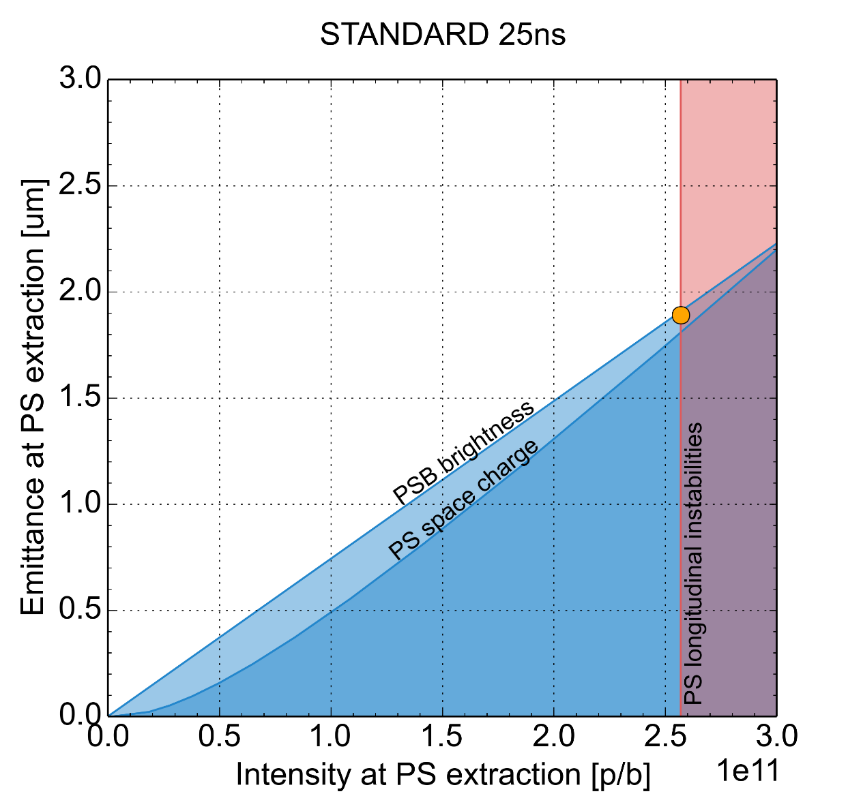 STANDARD 25ns
3.0
2.5
2.0
1.5
1.0
0.5
0.0
Emittance at PS extraction [um]
PSB brightness
PS space charge
PS longitudinal instabilities
0.0 0.5 1.0 1.5 2.0 2.5 3.0
Intensity at PS extraction [p/b] 1e11